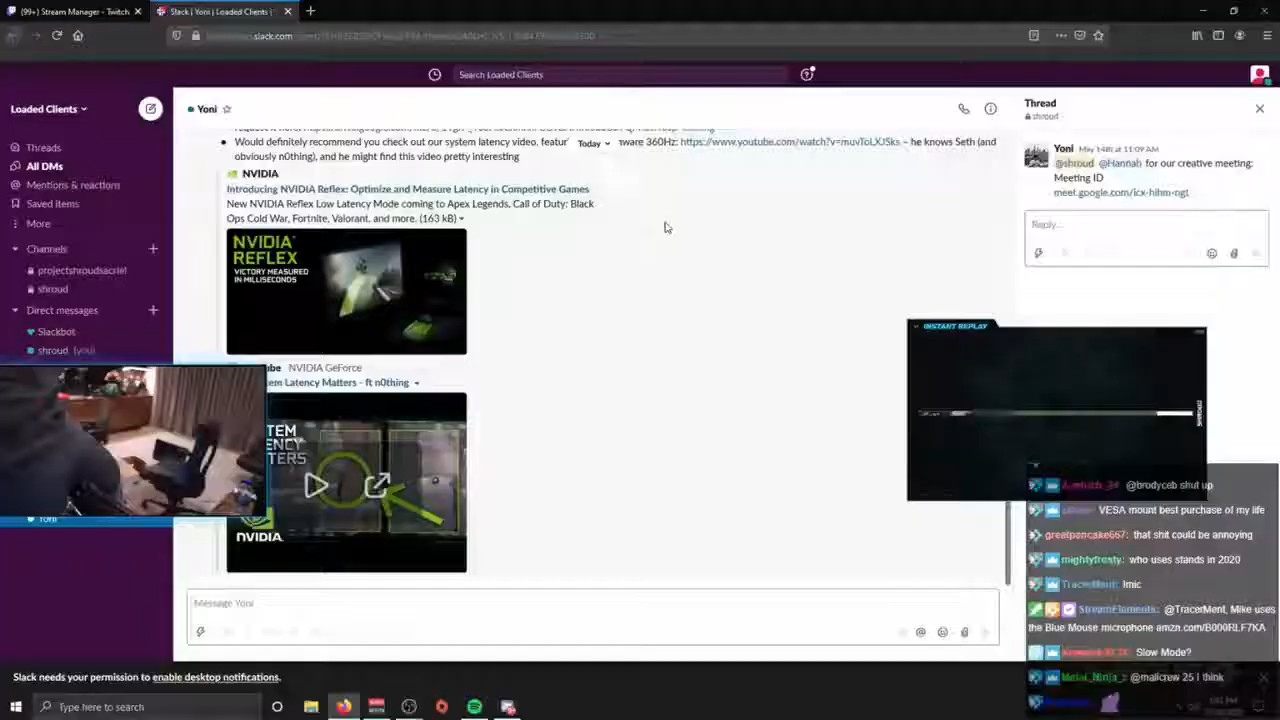 (99+) Stream Manager - Twitch
Slack | Yoni | Loaded Clients
slack.com
Search Loaded Clients
Loaded Clients
Threads
All DMs
Mentions & reactions
Saved items
More
Channels
projectshroudsacriel
shroud
Direct messages
Slackbot
shroud (you)
Yoni
Yoni
Would definitely recommend you check out our system latency video, featur
Today
ware 360Hz: https://www.youtube.com/watch?v=muvToLXJSks – he knows Seth (and
obviously n0thing), and he might find this video pretty interesting
NVIDIA
Introducing NVIDIA Reflex: Optimize and Measure Latency in Competitive Games
New NVIDIA Reflex Low Latency Mode coming to Apex Legends, Call of Duty: Black
Ops Cold War, Fortnite, Valorant, and more. (163 kB)
NVIDIA
REFLEX
VICTORY MEASURED
IN MILLISECONDS
ube NVIDIA GeForce
em Latency Matters - ft n0thing
TEM
ENCY
TERS
NVIDIA.
Message Yoni
Thread
shroud
Yoni May 14th at 11:09 AM
@shroud @Hannah for our creative meeting:
Meeting ID
meet.google.com/icx-hihm-ngt
Reply...
INSTANT REPLAY
SHROUD
@brodyceb shut up
VESA mount best purchase of my life
greatpancake667: that shit could be annoying
mightyfrosty: who uses stands in 2020
TracerMent: lmic
StreamElements: @TracerMent, Mike uses
the Blue Mouse microphone amzn.com/B000RLF7KA
Slow Mode?
Metal_Ninja_: @malicrew 25 I think
Slack needs your permission to enable desktop notifications.
Type here to search